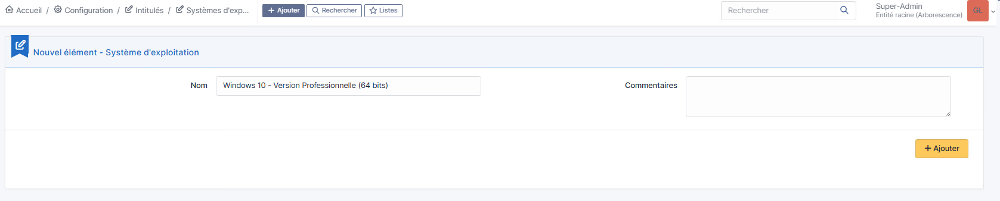 Accueil / Configuration / Intitulés / Systèmes d'exp... + Ajouter Rechercher Listes Rechercher Super-Admin
Entité racine (Arborescence) GL
Nouvel élément - Système d'exploitation
Nom Windows 10 - Version Professionnelle (64 bits) Commentaires
+ Ajouter